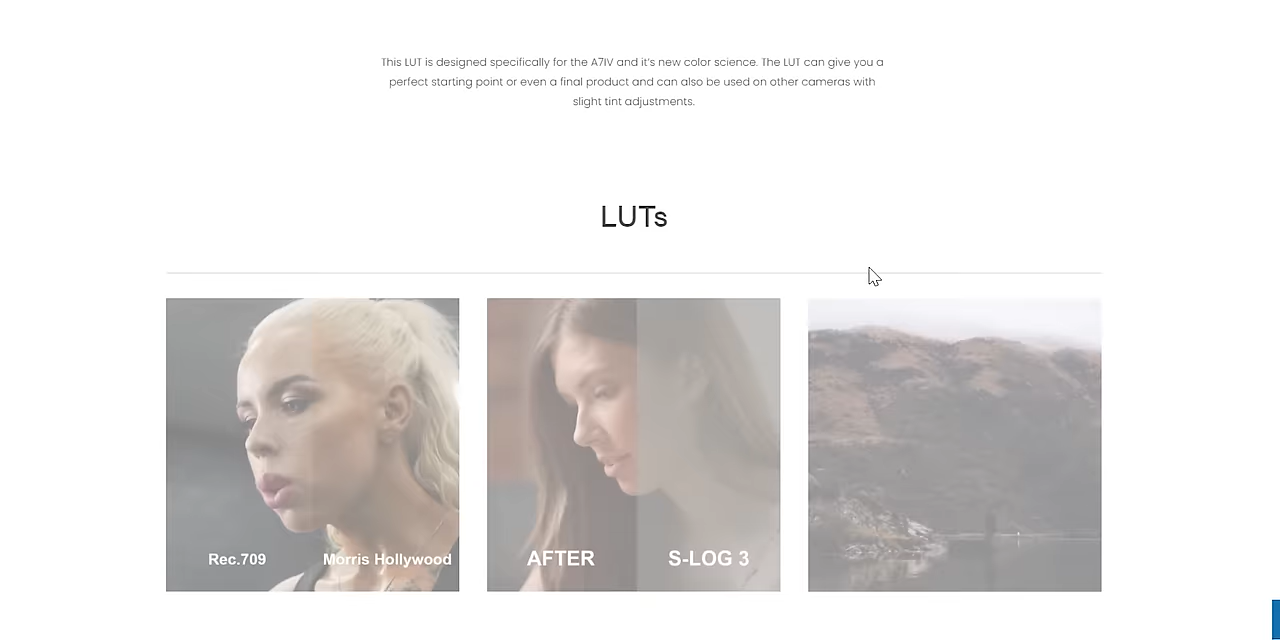 This LUT is designed specifically for the A7IV and it's new color science. The LUT can give you a
perfect starting point or even a final product and can also be used on other cameras with
slight tint adjustments.
LUTs
Rec.709
Morris Hollywood
AFTER
S-LOG 3